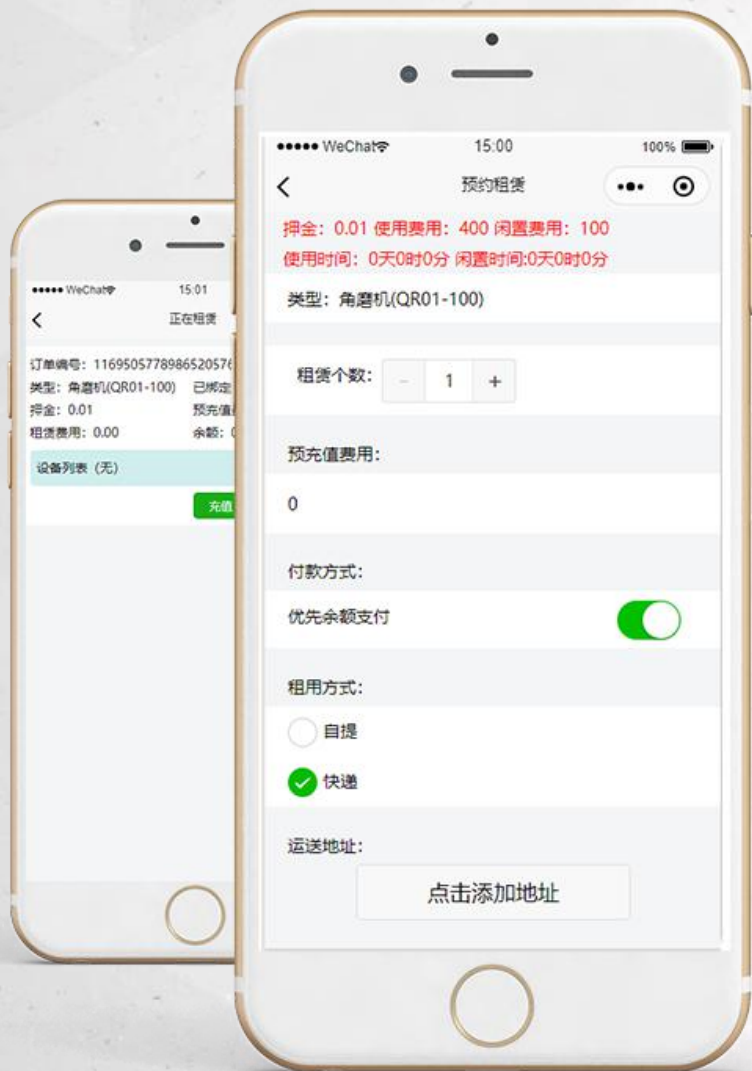 WeChat 15:00 100%
预约租赁
押金：0.01 使用费用：400 闲置费用：100
使用时间：0天0时0分 闲置时间:0天0时0分
类型：角磨机(QR01-100)
租赁个数： - 1 +
预充值费用：
0
付款方式：
优先余额支付
租用方式：
自提
快递
运送地址：
点击添加地址
WeChat 15:01
正在租赁
订单编号：1169505778986520576
类型：角磨机(QR01-100) 已绑定
押金：0.01 预充值
租赁费用：0.00 余额：
设备列表（无）
充值